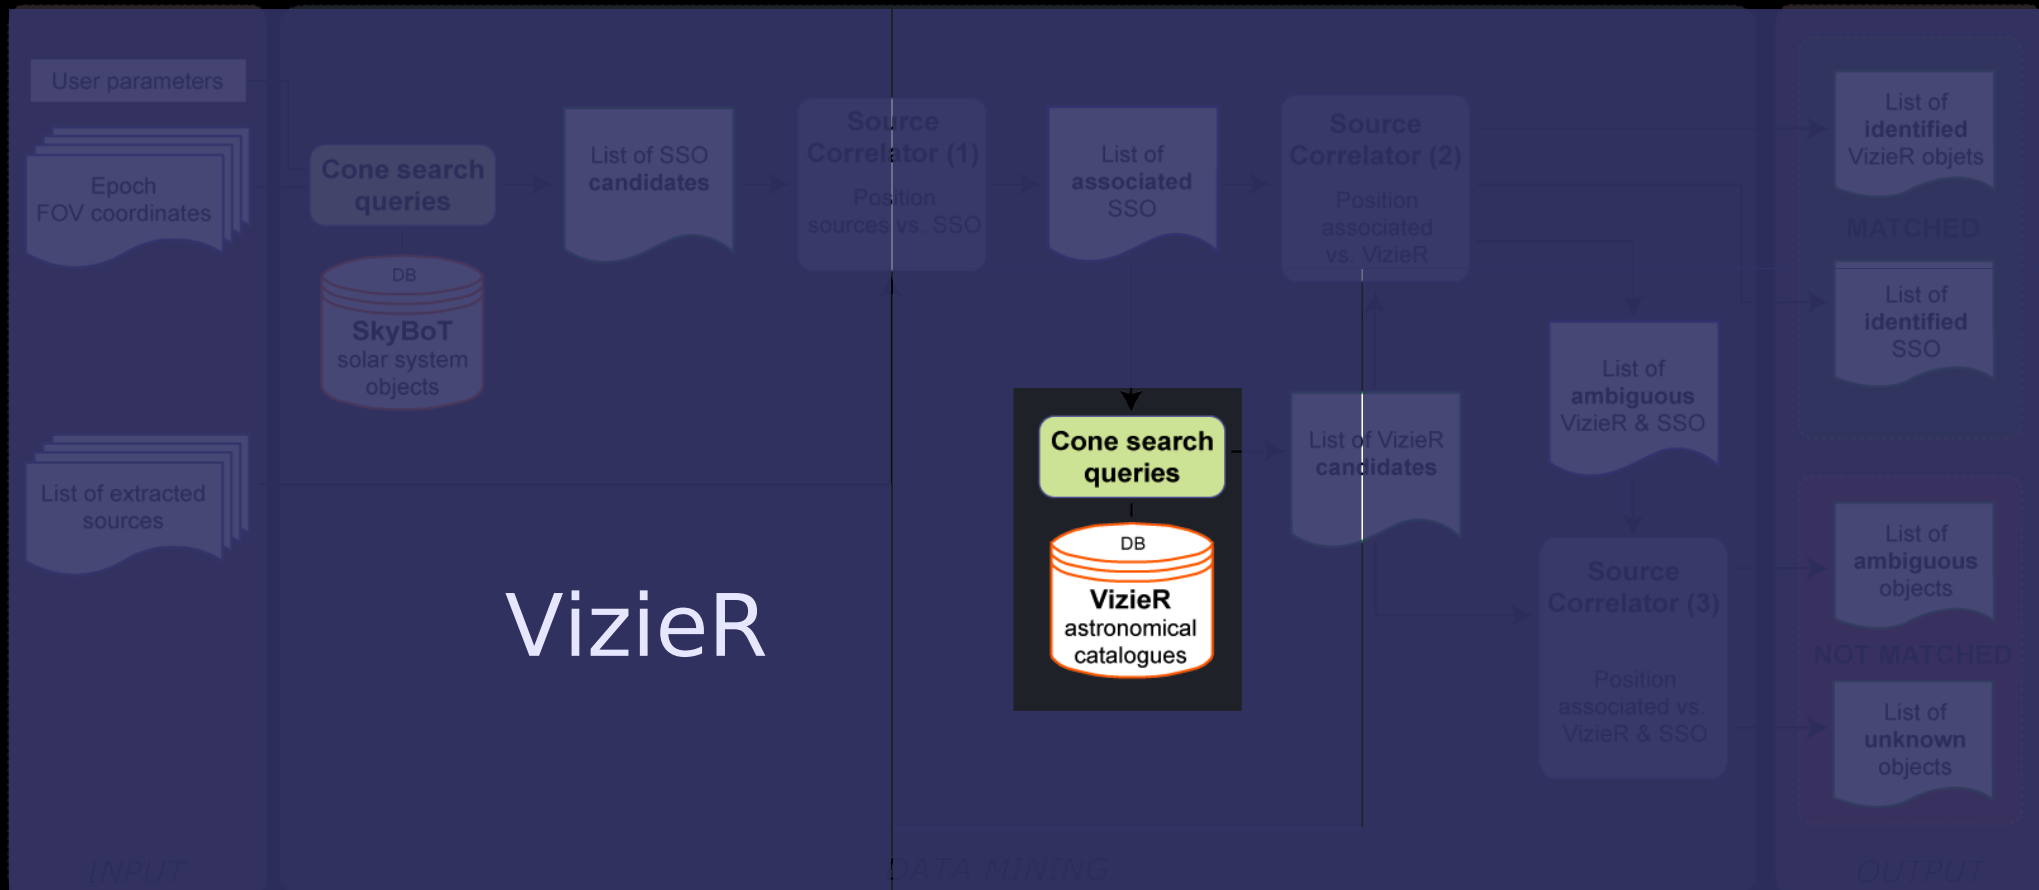 User parameters
Epoch
FOV coordinates
List of extracted
sources
INPUT
Cone search
queries
DB
SkyBoT
solar system
objects
List of SSO
candidates
Source
Correlator (1)
Position
sources vs. SSO
List of
associated
SSO
Source
Correlator (2)
Position
associated
vs. VizieR
Cone search
queries
DB
VizieR
astronomical
catalogues
List of VizieR
candidates
List of
ambiguous
VizieR & SSO
Source
Correlator (3)
Position
associated vs.
VizieR & SSO
VizieR
DATA MINING
List of
identified
VizieR objets
MATCHED
List of
identified
SSO
List of
ambiguous
objects
NOT MATCHED
List of
unknown
objects
OUTPUT